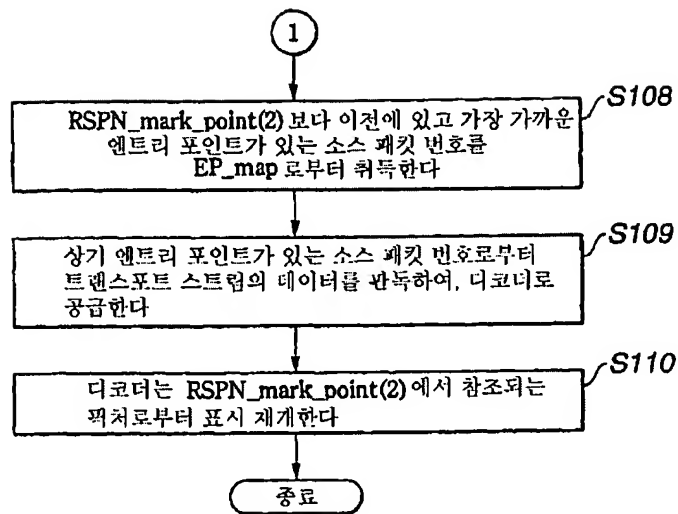 1
S108
RSPN_mark_point(2) 보다 이전에 있고 가장 가까운
엔트리 포인트가 있는 소스 패킷 번호를
EP_map 로부터 취득한다
S109
상기 엔트리 포인트가 있는 소스 패킷 번호로부터
트랜스포트 스트림의 데이터를 판독하여, 디코더로
공급한다
S110
디코더는 RSPN_mark_point(2) 에서 참조되는
픽처로부터 표시 재개한다
종료